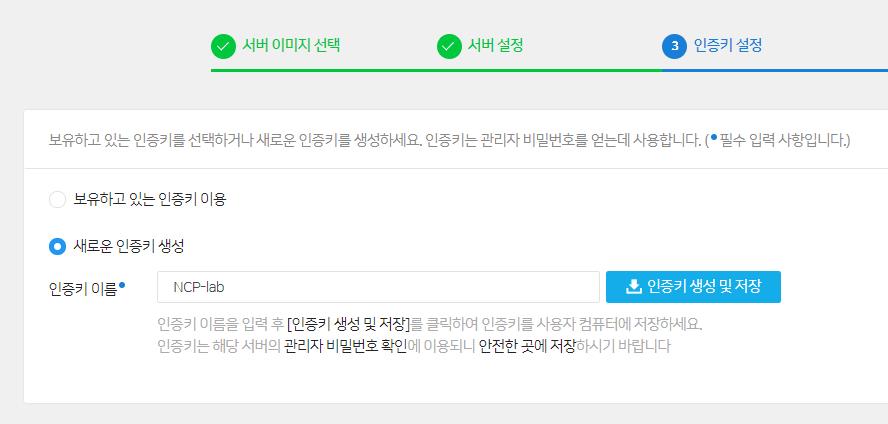 서버 이미지 선택
서버 설정
3 인증키 설정
보유하고 있는 인증키를 선택하거나 새로운 인증키를 생성하세요. 인증키는 관리자 비밀번호를 얻는데 사용합니다. (•필수 입력 사항입니다.)
보유하고 있는 인증키 이용
새로운 인증키 생성
인증키 이름•
NCP-lab
인증키 생성 및 저장
인증키 이름을 입력 후 [인증키 생성 및 저장]를 클릭하여 인증키를 사용자 컴퓨터에 저장하세요.
인증키는 해당 서버의 관리자 비밀번호 확인에 이용되니 안전한 곳에 저장하시기 바랍니다